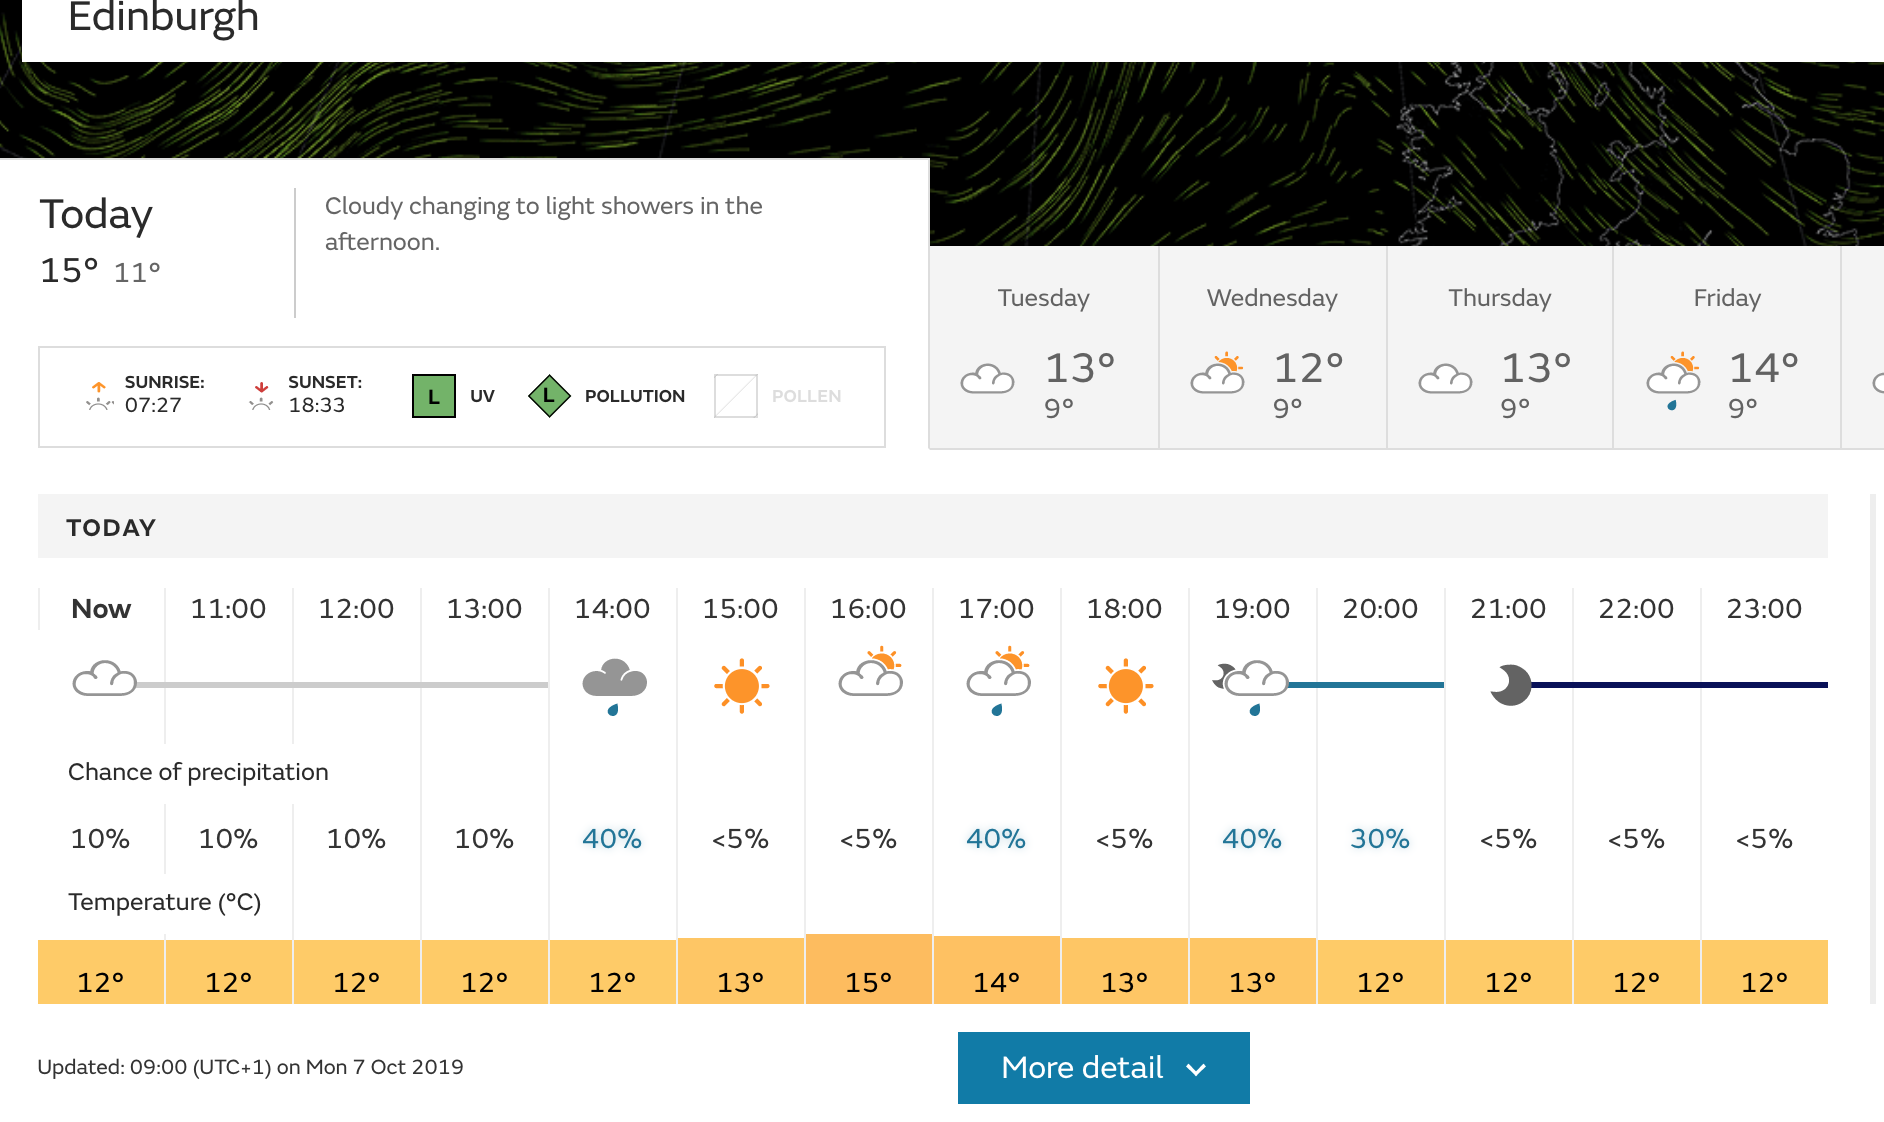 Edinburgh
Today
15° 11°
Cloudy changing to light showers in the
afternoon.
SUNRISE:
07:27
SUNSET:
18:33
L UV
L POLLUTION
POLLEN
Tuesday
13°
9°
Wednesday
12°
9°
Thursday
13°
9°
Friday
14°
9°
TODAY
Now 11:00 12:00 13:00 14:00 15:00 16:00 17:00 18:00 19:00 20:00 21:00 22:00 23:00
Chance of precipitation
10% 10% 10% 10% 40% <5% <5% 40% <5% 40% 30% <5% <5% <5%
Temperature (°C)
12° 12° 12° 12° 12° 13° 15° 14° 13° 13° 12° 12° 12° 12°
Updated: 09:00 (UTC+1) on Mon 7 Oct 2019
More detail